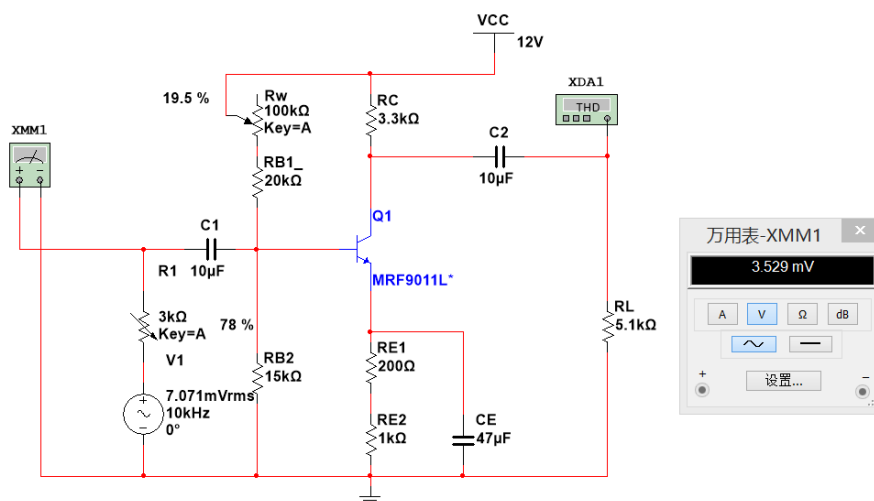 VCC
12V
XDA1
THD
19.5 %
Rw
100kΩ
Key=A
RC
3.3kΩ
XMM1
+ −
C2
10µF
RB1_
20kΩ
Q1
C1
10µF
R1
MRF9011L*
3kΩ
Key=A
78 %
V1
RL
5.1kΩ
RB2
15kΩ
RE1
200Ω
7.071mVrms
10kHz
0°
+
−
RE2
1kΩ
CE
47µF
万用表-XMM1 ×
3.529 mV
A V Ω dB
+ 设置... −